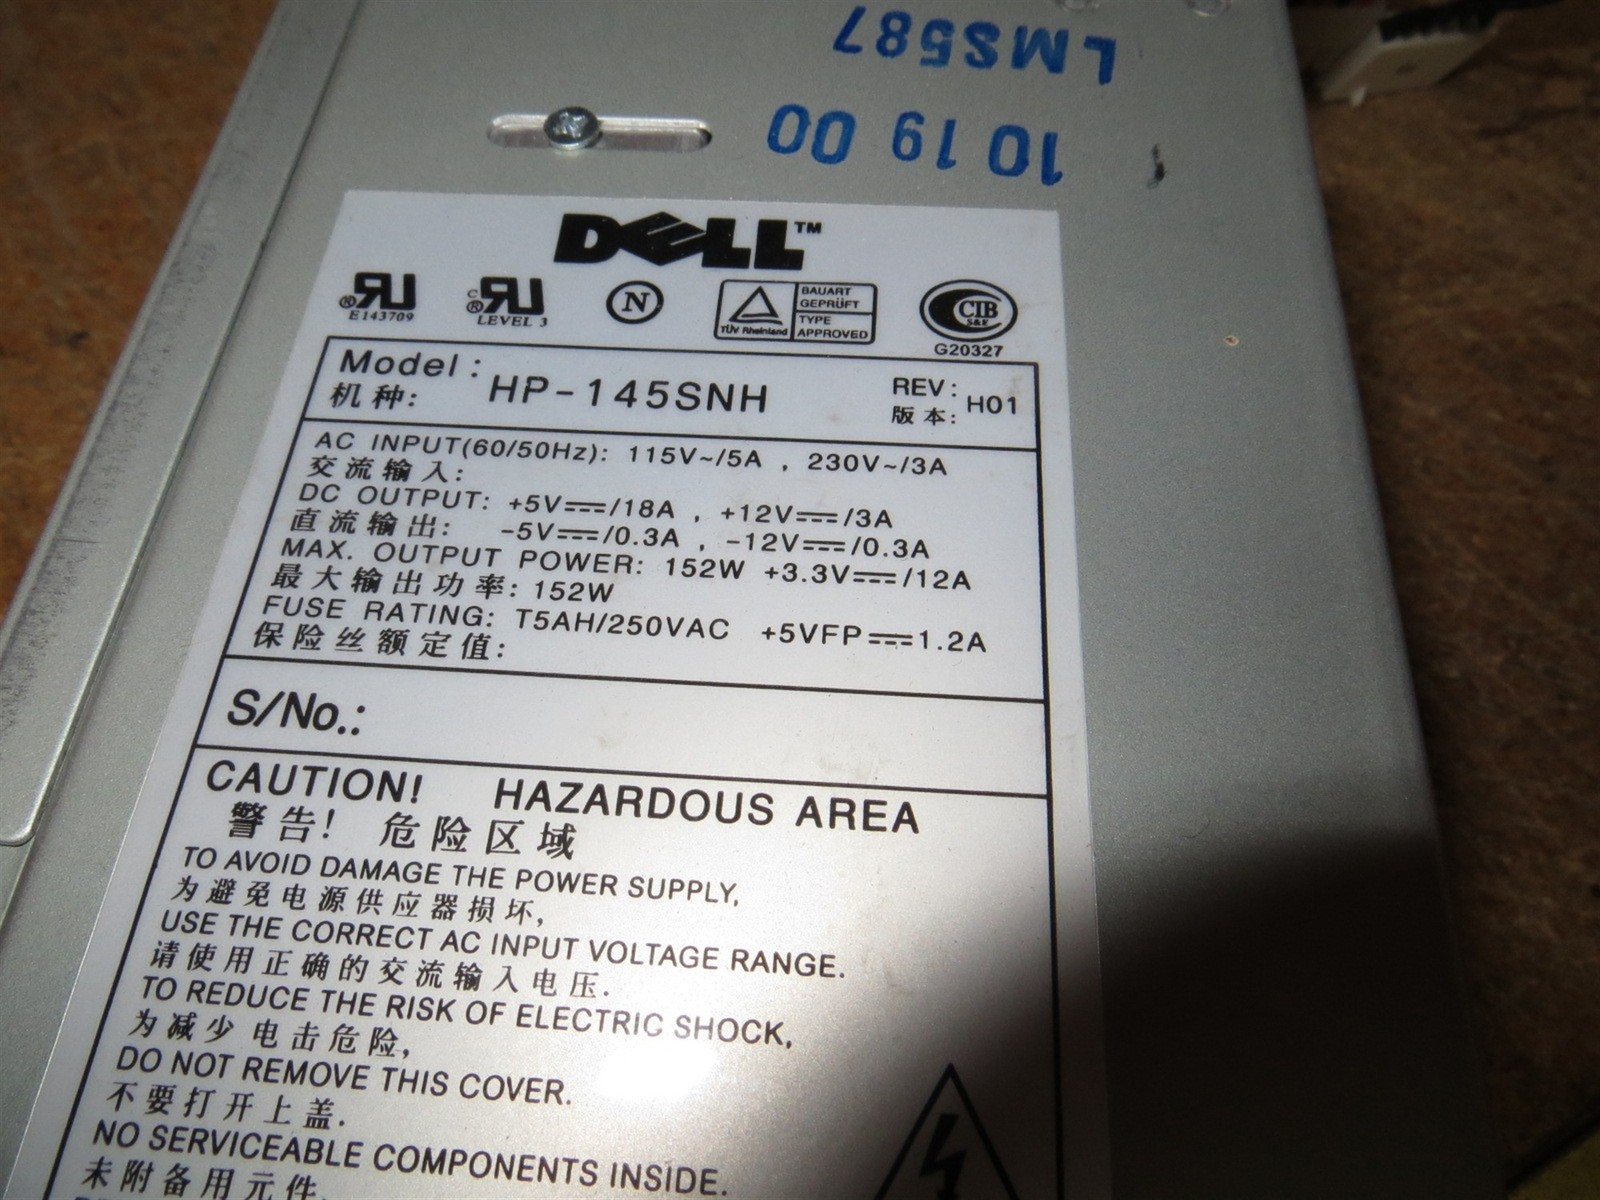 LMS587
10 19 00
DELL™
® RU
E143709
C ® RU
LEVEL 3
N
TÜV Rheinland
BAUART
GEPRÜFT
TYPE
APPROVED
CIB
S&E
G20327
Model: HP-145SNH REV: H01
机种: 版本:
AC INPUT(60/50Hz): 115V~/5A , 230V~/3A
交流输入:
DC OUTPUT: +5V⎓/18A , +12V⎓/3A
直流输出: -5V⎓/0.3A , -12V⎓/0.3A
MAX. OUTPUT POWER: 152W +3.3V⎓/12A
最大输出功率: 152W
FUSE RATING: T5AH/250VAC +5VFP⎓1.2A
保险丝额定值:
S/No.:
CAUTION! HAZARDOUS AREA
警告! 危险区域
TO AVOID DAMAGE THE POWER SUPPLY,
为避免电源供应器损坏,
USE THE CORRECT AC INPUT VOLTAGE RANGE.
请使用正确的交流输入电压.
TO REDUCE THE RISK OF ELECTRIC SHOCK,
为减少电击危险,
DO NOT REMOVE THIS COVER.
不要打开上盖.
NO SERVICEABLE COMPONENTS INSIDE.
未附备用元件.